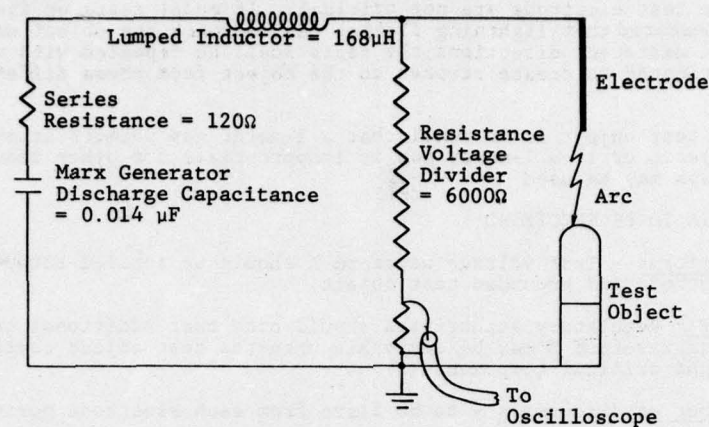 Lumped Inductor = 168μH
Electrode
Series
Resistance = 120Ω
Resistance
Voltage
Divider
= 6000Ω
Marx Generator
Discharge Capacitance
= 0.014 μF
Arc
Test
Object
To
Oscilloscope